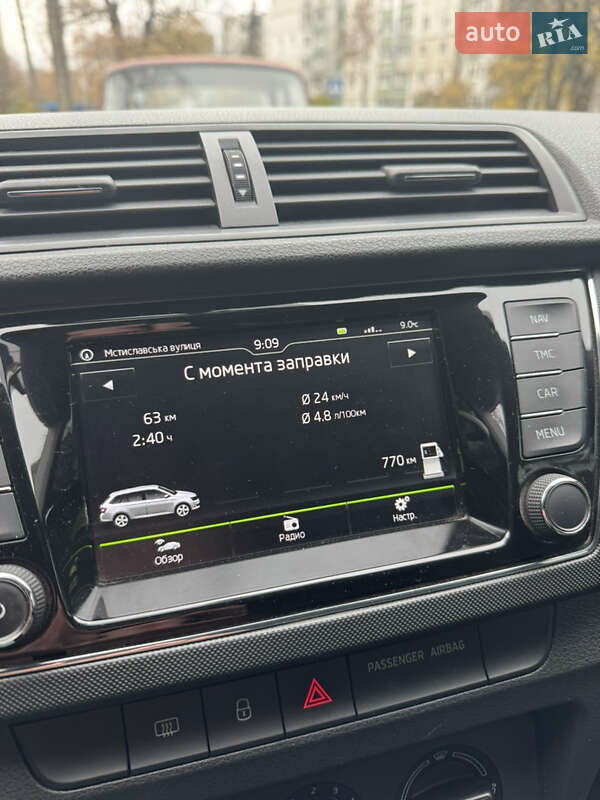 auto RIA
Мстиславська вулиця 9:09 9.0°C
С момента заправки
63 км Ø 24 км/ч
2:40 ч Ø 4.8 л/100км
770 км
Обзор Радио Настр.
NAV
TMC
CAR
MENU
PASSENGER AIRBAG